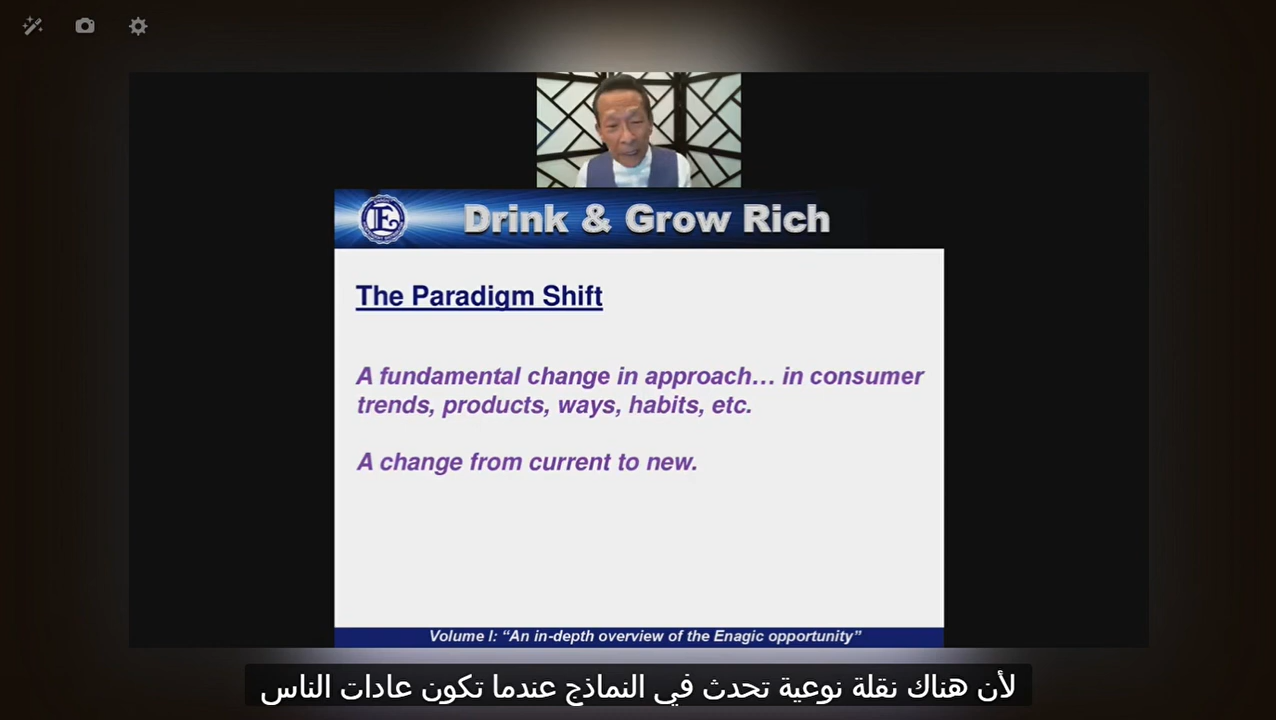 E
Drink & Grow Rich
The Paradigm Shift
A fundamental change in approach… in consumer
trends, products, ways, habits, etc.
A change from current to new.
Volume I: “An in-depth overview of the Enagic opportunity”
لأن هناك نقلة نوعية تحدث في النماذج عندما تكون عادات الناس